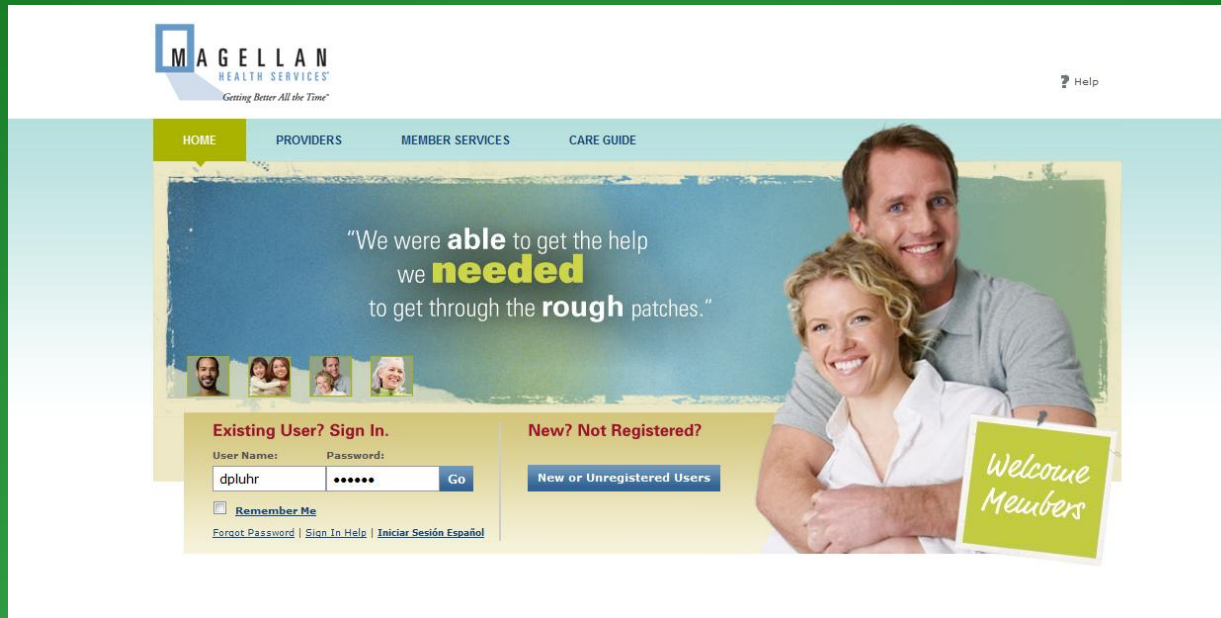 MAGELLAN
HEALTH SERVICES
Getting Better All the Time
? Help
HOME PROVIDERS MEMBER SERVICES CARE GUIDE
"We were able to get the help
we needed
to get through the rough patches."
Existing User? Sign In.
User Name: Password:
dpluhr •••••• Go
Remember Me
Forgot Password | Sign In Help | Iniciar Sesión Español
New? Not Registered?
New or Unregistered Users
Welcome
Members